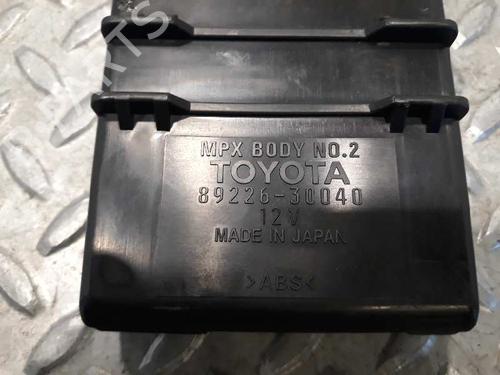 MPX BODY NO.2
TOYOTA
89226-30040
12V
MADE IN JAPAN
>ABS<